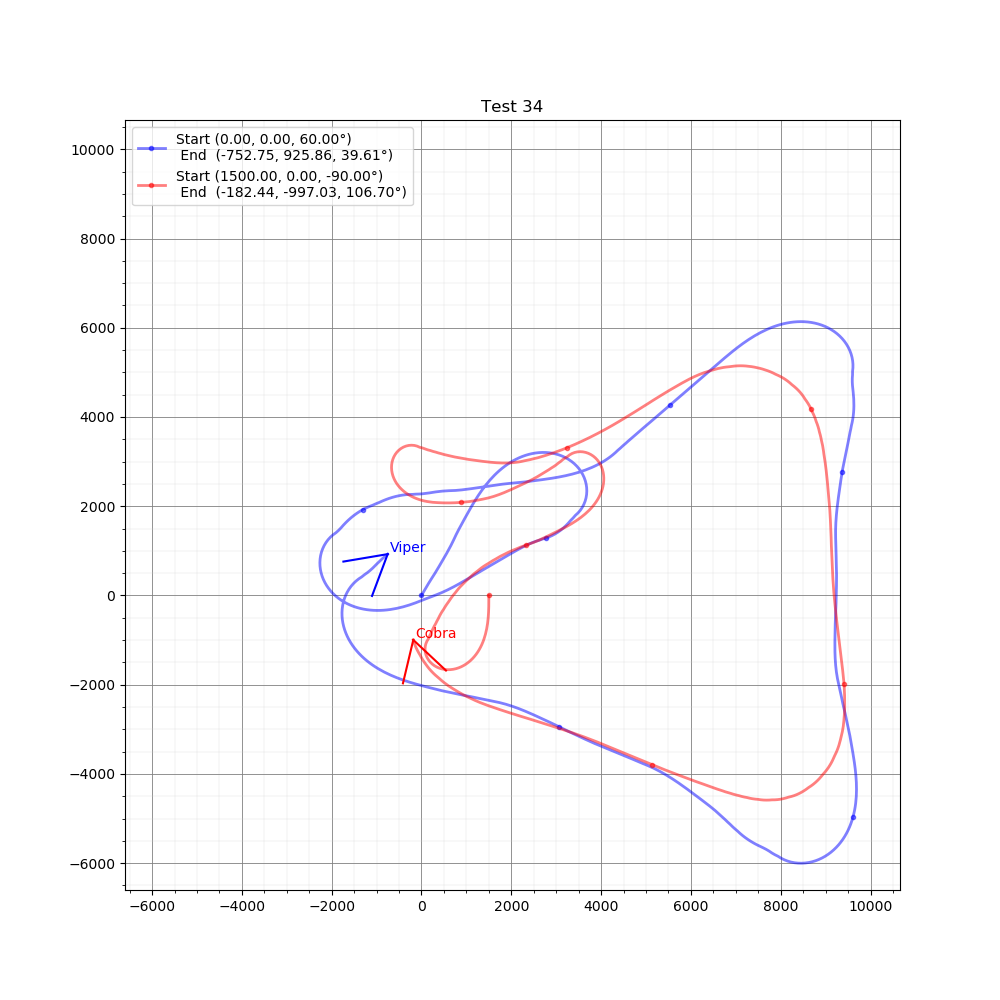 Test 34
Start (0.00, 0.00, 60.00°)
End  (-752.75, 925.86, 39.61°)
Start (1500.00, 0.00, -90.00°)
End  (-182.44, -997.03, 106.70°)
10000
8000
6000
4000
2000
0
−2000
−4000
−6000
Viper
Cobra
−6000 −4000 −2000 0 2000 4000 6000 8000 10000